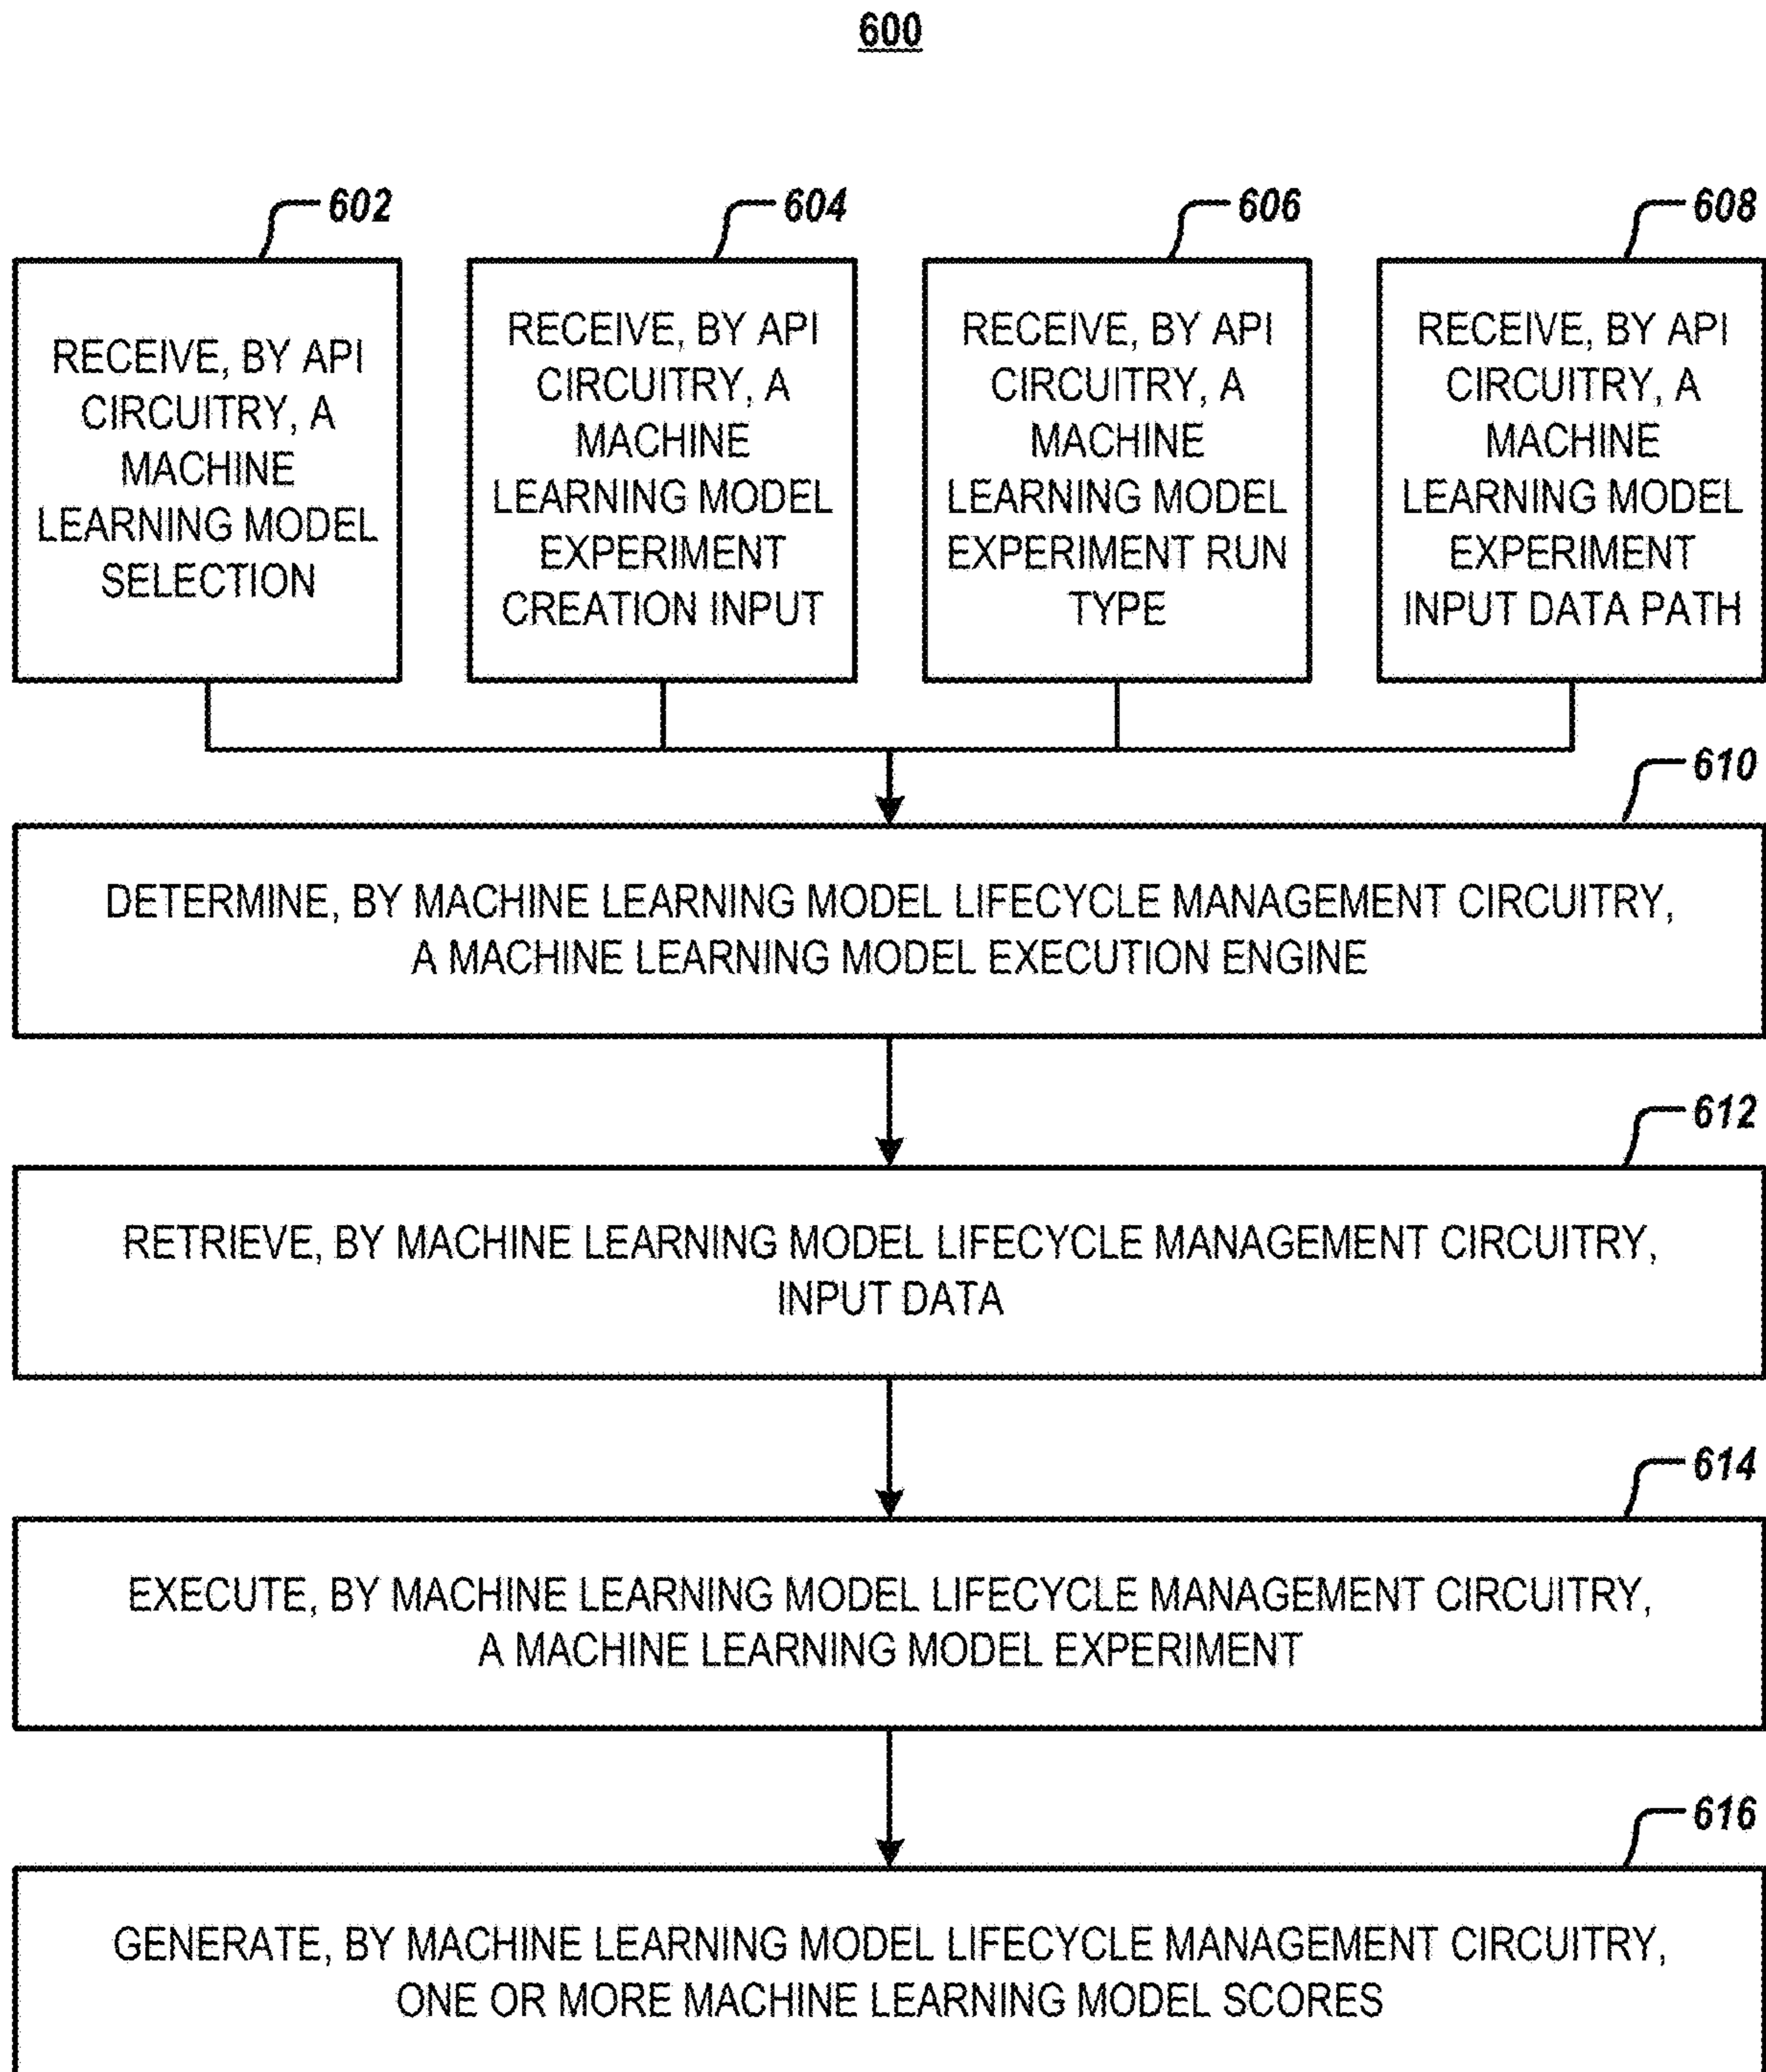 600
602
RECEIVE, BY API
CIRCUITRY, A
MACHINE
LEARNING MODEL
SELECTION
604
RECEIVE, BY API
CIRCUITRY, A
MACHINE
LEARNING MODEL
EXPERIMENT
CREATION INPUT
606
RECEIVE, BY API
CIRCUITRY, A
MACHINE
LEARNING MODEL
EXPERIMENT RUN
TYPE
608
RECEIVE, BY API
CIRCUITRY, A
MACHINE
LEARNING MODEL
EXPERIMENT
INPUT DATA PATH
610
DETERMINE, BY MACHINE LEARNING MODEL LIFECYCLE MANAGEMENT CIRCUITRY,
A MACHINE LEARNING MODEL EXECUTION ENGINE
612
RETRIEVE, BY MACHINE LEARNING MODEL LIFECYCLE MANAGEMENT CIRCUITRY,
INPUT DATA
614
EXECUTE, BY MACHINE LEARNING MODEL LIFECYCLE MANAGEMENT CIRCUITRY,
A MACHINE LEARNING MODEL EXPERIMENT
616
GENERATE, BY MACHINE LEARNING MODEL LIFECYCLE MANAGEMENT CIRCUITRY,
ONE OR MORE MACHINE LEARNING MODEL SCORES